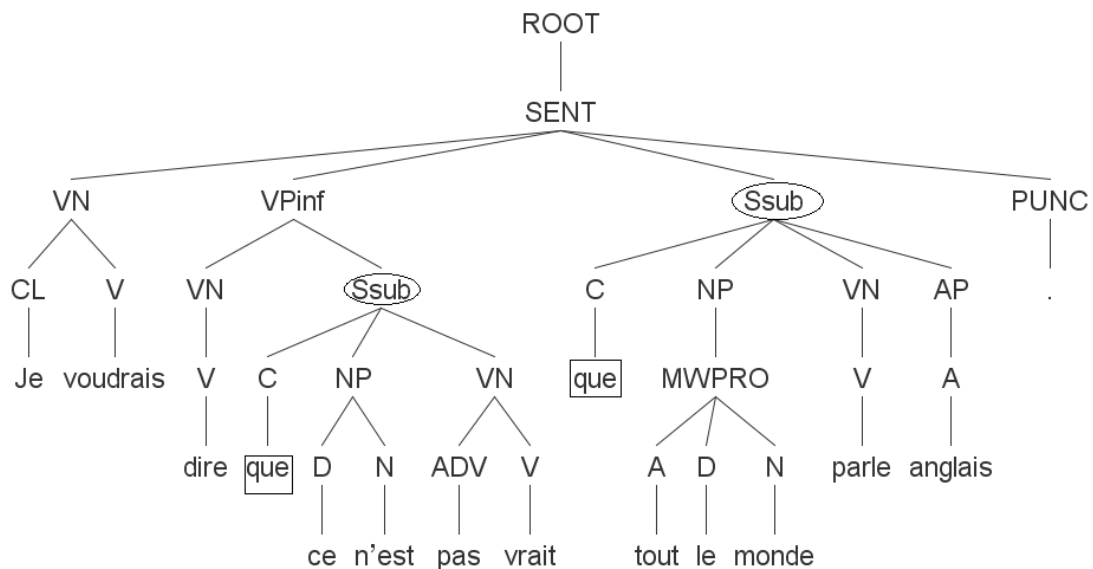 ROOT
SENT
VN VPinf Ssub PUNC
CL V VN Ssub C NP VN AP .
Je voudrais V C NP VN que MWPRO V A
dire que D N ADV V A D N parle anglais
ce n'est pas vrait tout le monde